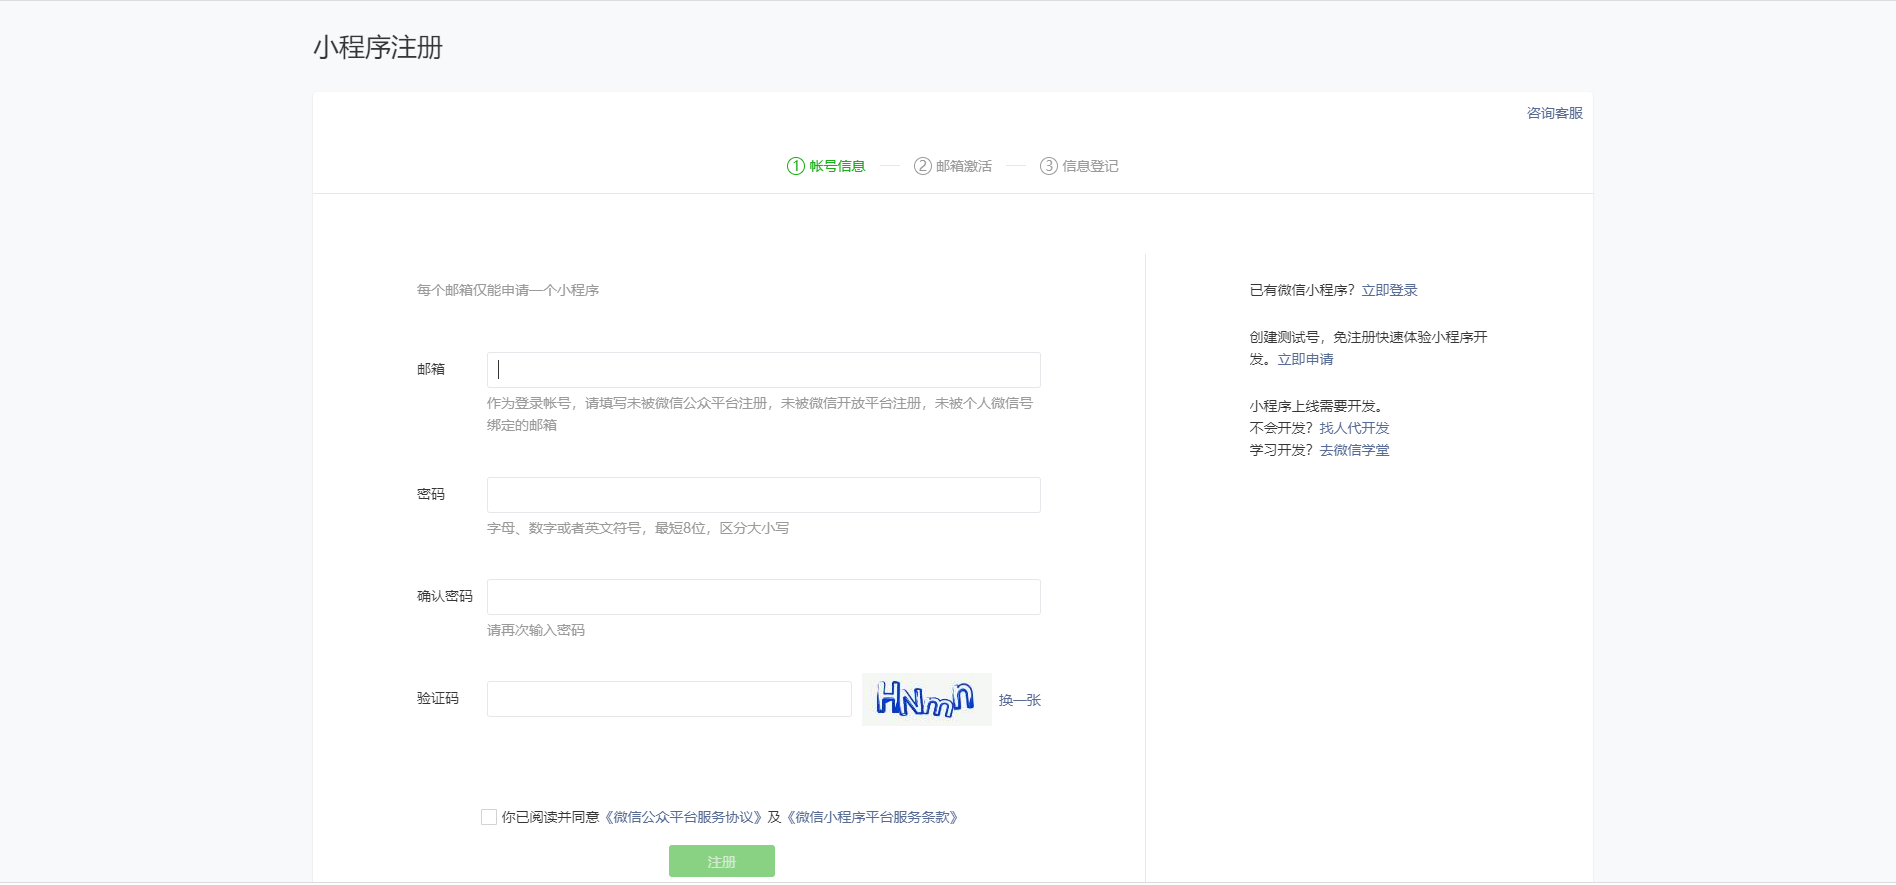 小程序注册
咨询客服
① 帐号信息 ② 邮箱激活 ③ 信息登记
每个邮箱仅能申请一个小程序
邮箱
作为登录帐号，请填写未被微信公众平台注册，未被微信开放平台注册，未被个人微信号
绑定的邮箱
密码
字母、数字或者英文符号，最短8位，区分大小写
确认密码
请再次输入密码
验证码
HNmn
换一张
你已阅读并同意《微信公众平台服务协议》及《微信小程序平台服务条款》
注册
已有微信小程序？立即登录
创建测试号，免注册快速体验小程序开
发。立即申请
小程序上线需要开发。
不会开发？找人代开发
学习开发？去微信学堂